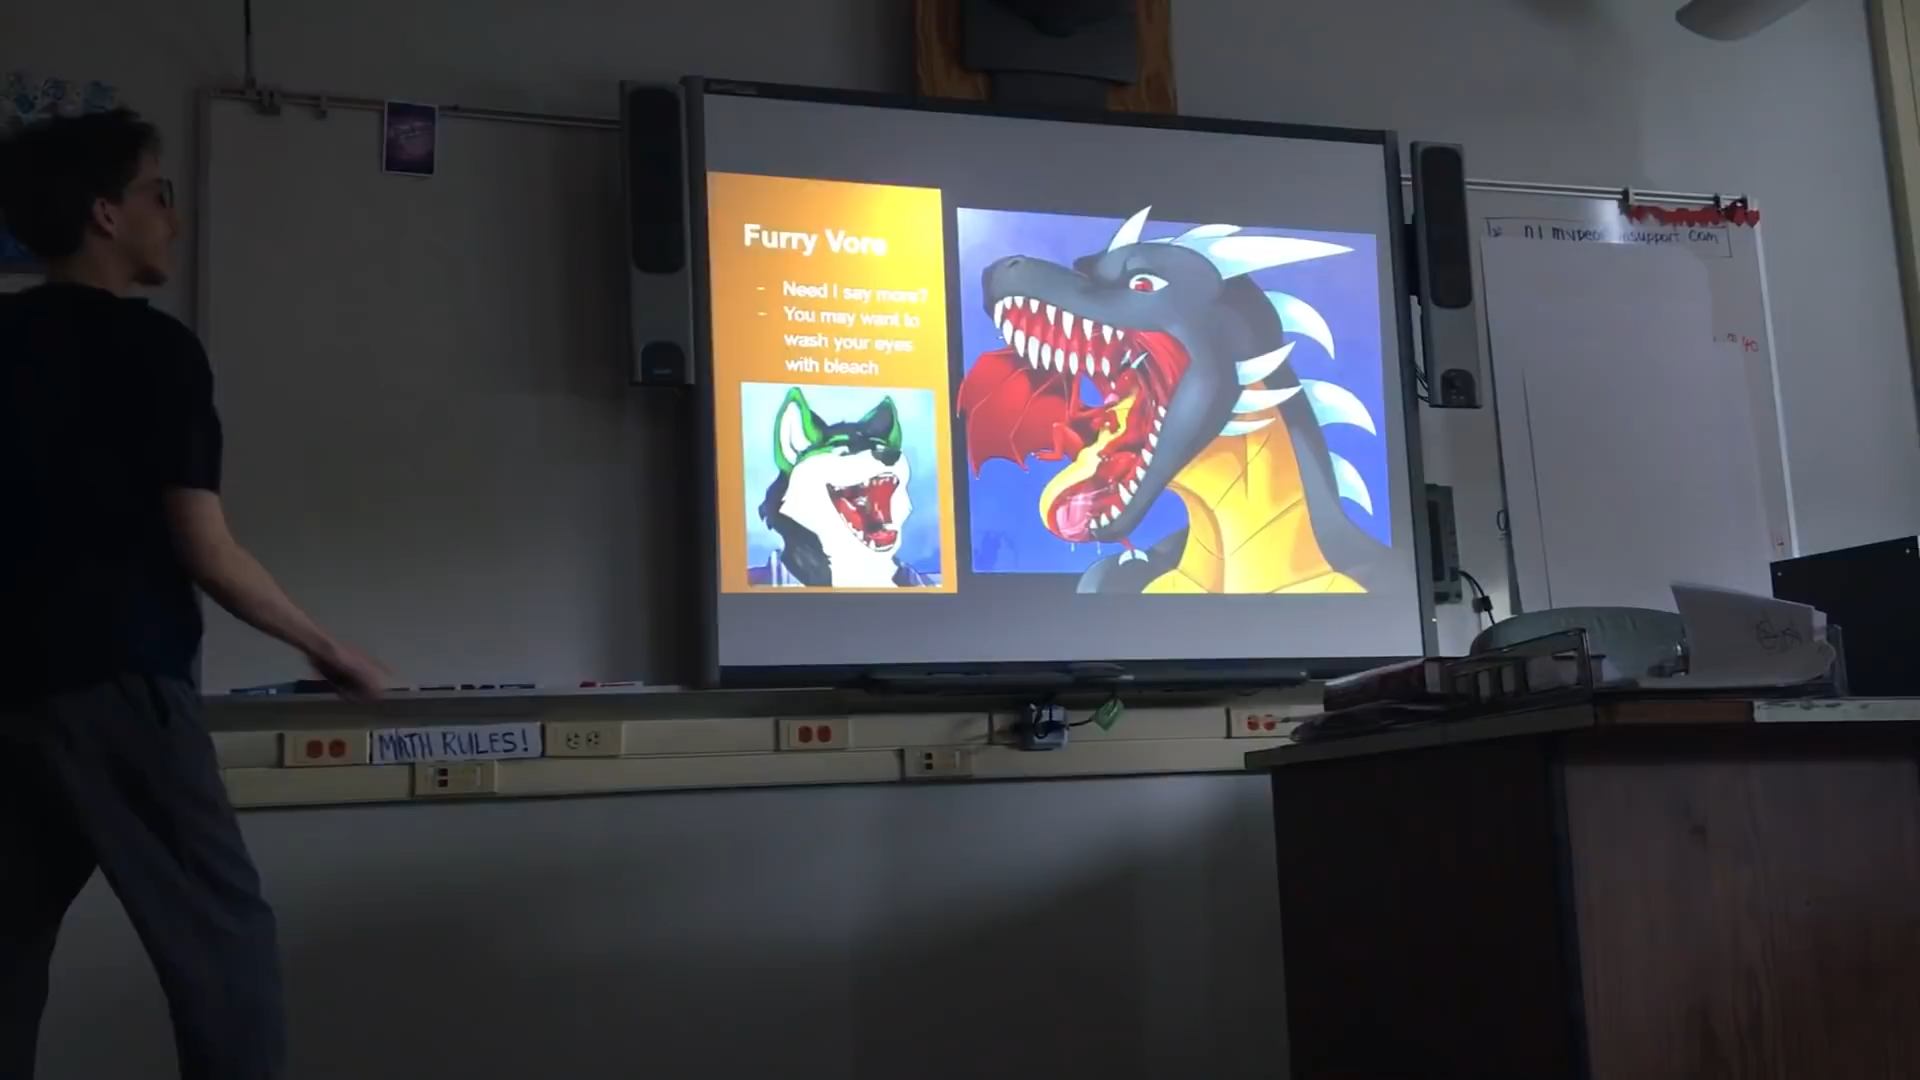 Furry Vore
- Need I say more?
- You may want to
wash your eyes
with bleach
MATH RULES!